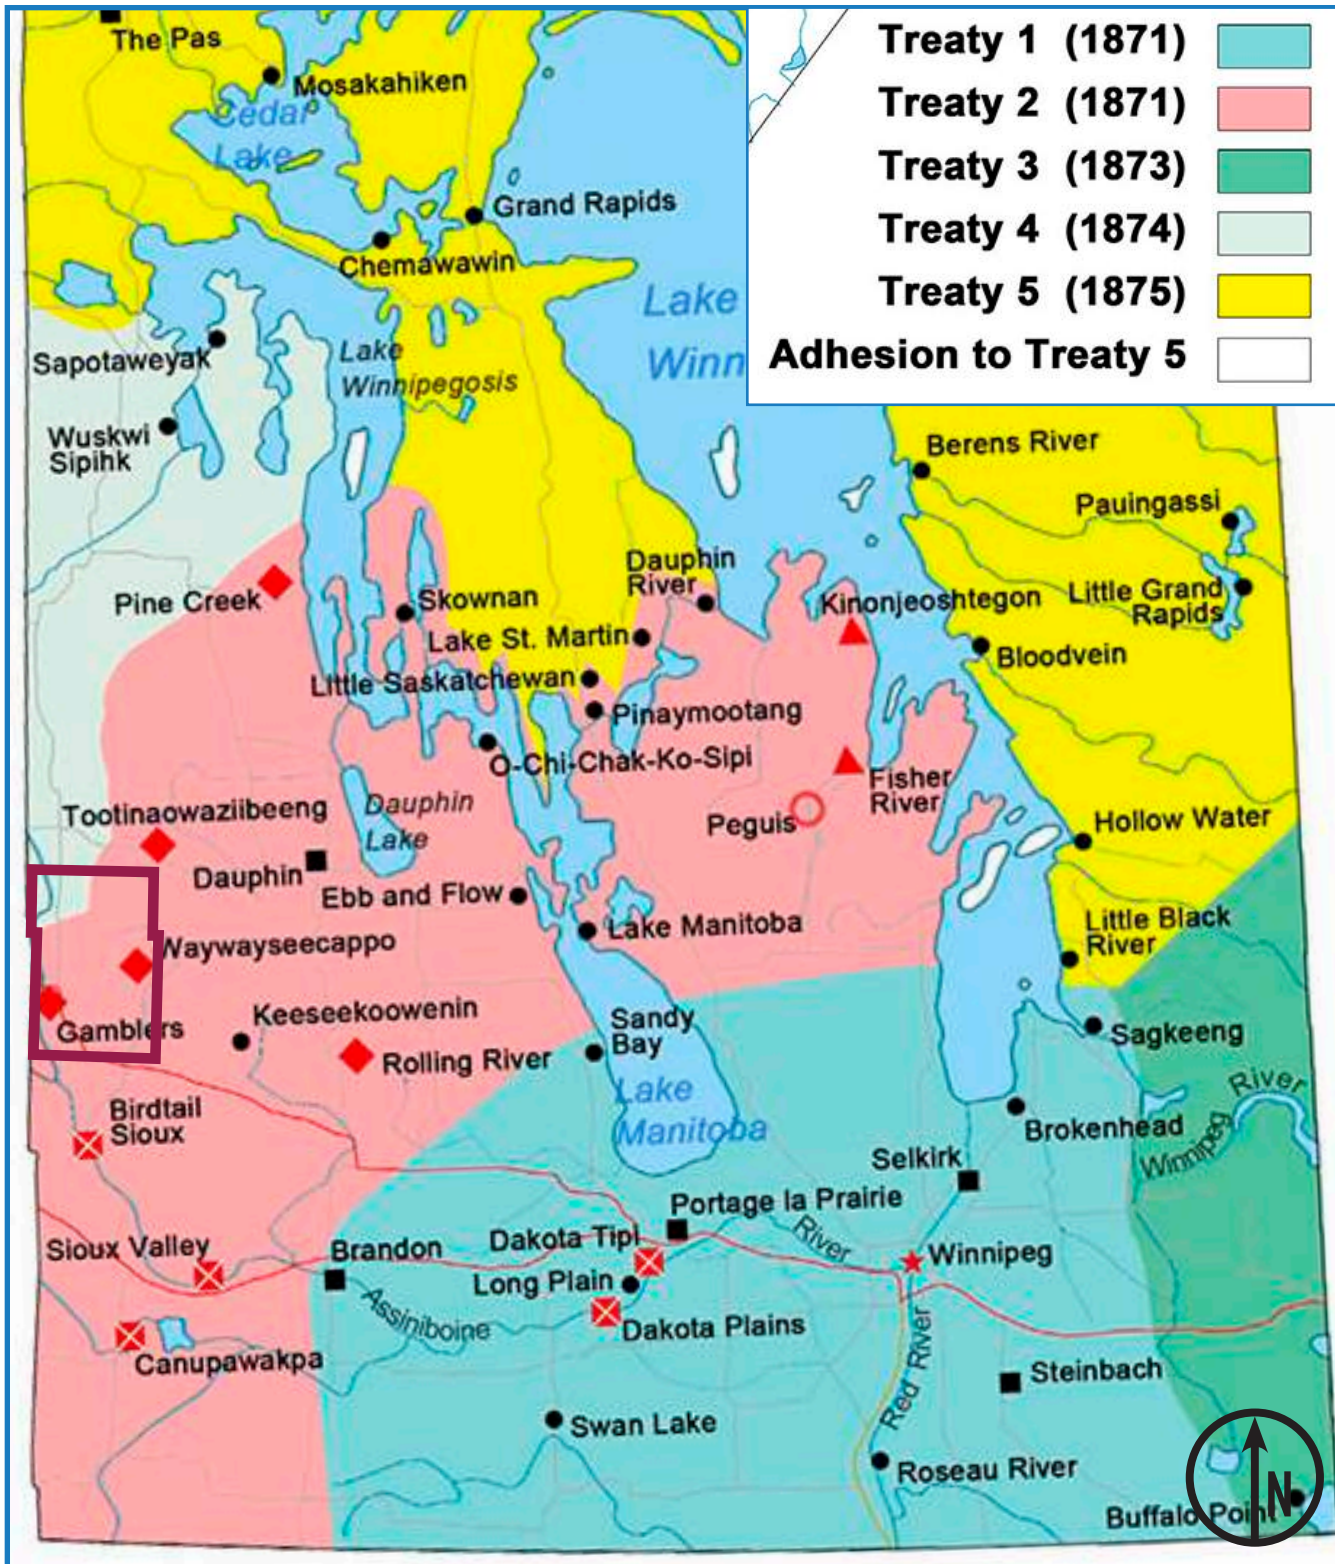 The Pas
Mosakahiken
Cedar
Lake
Grand Rapids
Chemawawin
Treaty 1 (1871)
Treaty 2 (1871)
Treaty 3 (1873)
Treaty 4 (1874)
Treaty 5 (1875)
Adhesion to Treaty 5
Lake
Winn
Sapotaweyak
Lake
Winnipegosis
Wuskwi
Sipihk
Berens River
Pauingassi
Dauphin
River
Pine Creek
Skownan
Kinonjeoshtegon
Little Grand
Rapids
Lake St. Martin
Bloodvein
Little Saskatchewan
Pinaymootang
O-Chi-Chak-Ko-Sipi
Fisher
River
Tootinaowaziibeeng
Dauphin
Lake
Peguis
Hollow Water
Dauphin
Ebb and Flow
Lake Manitoba
Little Black
River
Waywayseecappo
Gamblers
Keeseekoowenin
Rolling River
Sandy
Bay
Sagkeeng
Lake
Manitoba
Birdtail
Sioux
Brokenhead
Winnipeg River
Selkirk
Portage la Prairie
Sioux Valley
Brandon
Dakota Tipi
River
Winnipeg
Long Plain
Assiniboine
Dakota Plains
Canupawakpa
Red River
Steinbach
Swan Lake
Roseau River
Buffalo Point
N